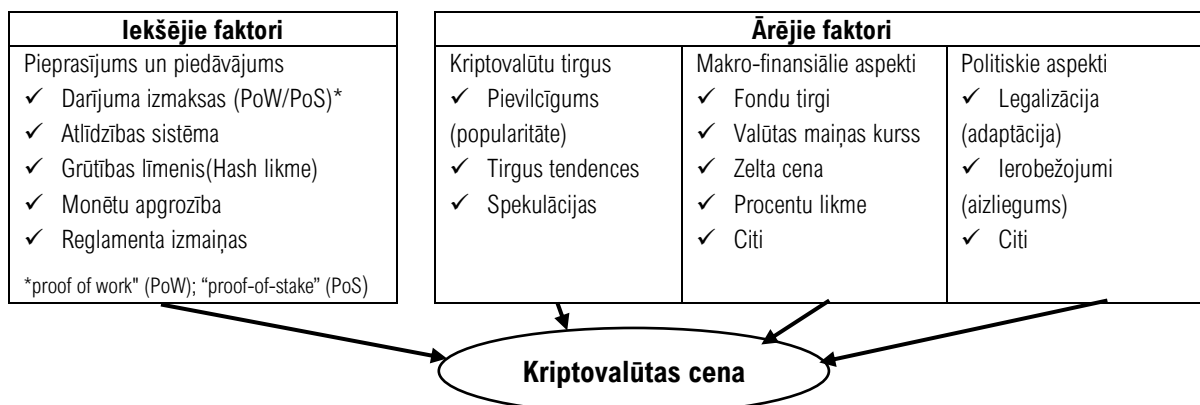 Iekšējie faktori
Pieprasījums un piedāvājums
✓ Darījuma izmaksas (PoW/PoS)*
✓ Atlīdzības sistēma
✓ Grūtības līmenis(Hash likme)
✓ Monētu apgrozība
✓ Reglamenta izmaiņas
*proof of work" (PoW); “proof-of-stake” (PoS)
Ārējie faktori
Kriptovalūtu tirgus
✓ Pievilcīgums
(popularitāte)
✓ Tirgus tendences
✓ Spekulācijas
Makro-finansiālie aspekti
✓ Fondu tirgi
✓ Valūtas maiņas kurss
✓ Zelta cena
✓ Procentu likme
✓ Citi
Politiskie aspekti
✓ Legalizācija
(adaptācija)
✓ Ierobežojumi
(aizliegums)
✓ Citi
Kriptovalūtas cena